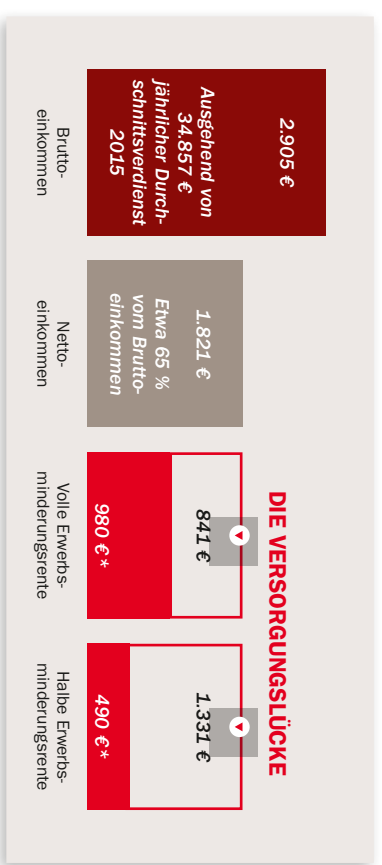 DIE VERSORGUNGSLÜCKE
2.905 €
Ausgehend von
34.857 €
jährlicher Durch-
schnittsverdienst
2015
Brutto-
einkommen
1.821 €
Etwa 65 %
vom Brutto-
einkommen
Netto-
einkommen
841 €
980 €*
Volle Erwerbs-
minderungsrente
1.331 €
490 €*
Halbe Erwerbs-
minderungsrente